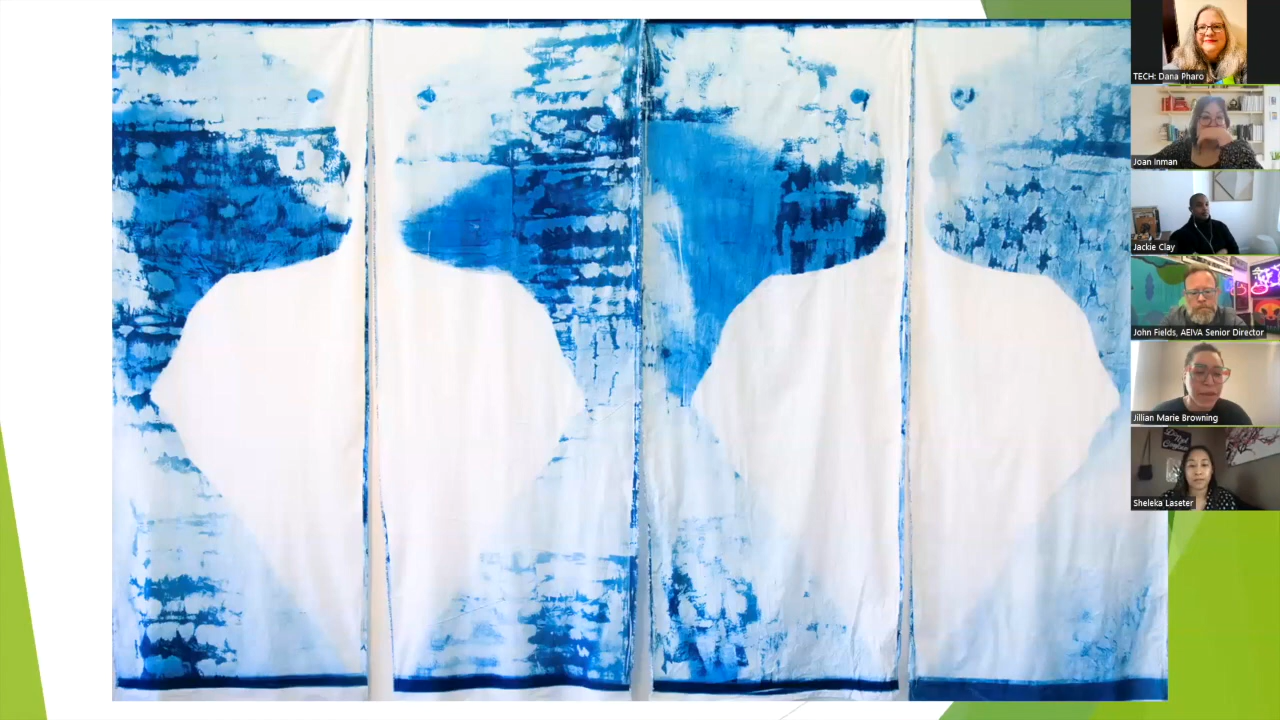 TECH: Dana Pharo
Joan Inman
Jackie Clay
John Fields, AEIVA Senior Director
Jillian Marie Browning
Sheleka Laseter